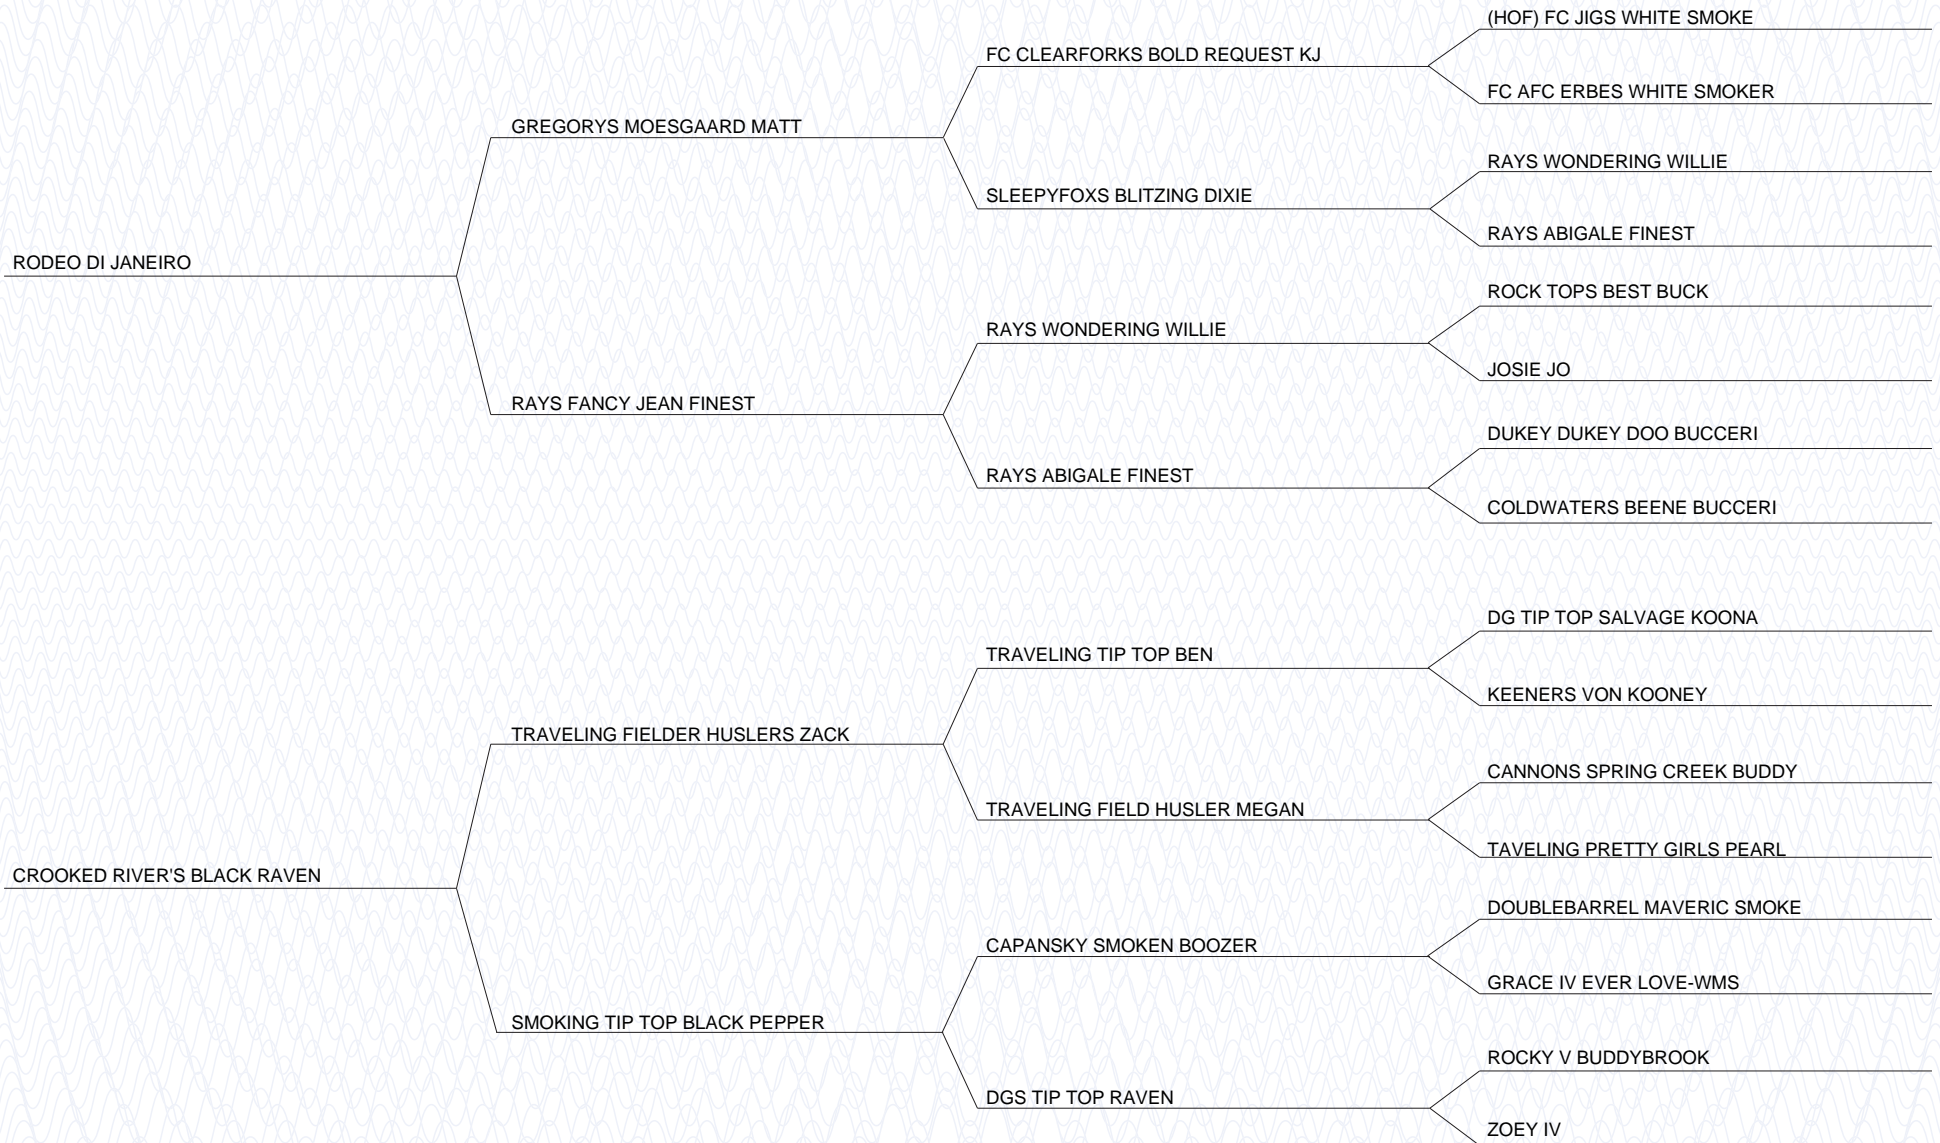 (HOF) FC JIGS WHITE SMOKE
FC CLEARFORKS BOLD REQUEST KJ
FC AFC ERBES WHITE SMOKER
GREGORYS MOESGAARD MATT
RAYS WONDERING WILLIE
SLEEPYFOXS BLITZING DIXIE
RAYS ABIGALE FINEST
RODEO DI JANEIRO
ROCK TOPS BEST BUCK
RAYS WONDERING WILLIE
JOSIE JO
RAYS FANCY JEAN FINEST
DUKEY DUKEY DOO BUCCERI
RAYS ABIGALE FINEST
COLDWATERS BEENE BUCCERI
DG TIP TOP SALVAGE KOONA
TRAVELING TIP TOP BEN
KEENERS VON KOONEY
TRAVELING FIELDER HUSLERS ZACK
CANNONS SPRING CREEK BUDDY
TRAVELING FIELD HUSLER MEGAN
TAVELING PRETTY GIRLS PEARL
CROOKED RIVER'S BLACK RAVEN
DOUBLEBARREL MAVERIC SMOKE
CAPANSKY SMOKEN BOOZER
GRACE IV EVER LOVE-WMS
SMOKING TIP TOP BLACK PEPPER
ROCKY V BUDDYBROOK
DGS TIP TOP RAVEN
ZOEY IV